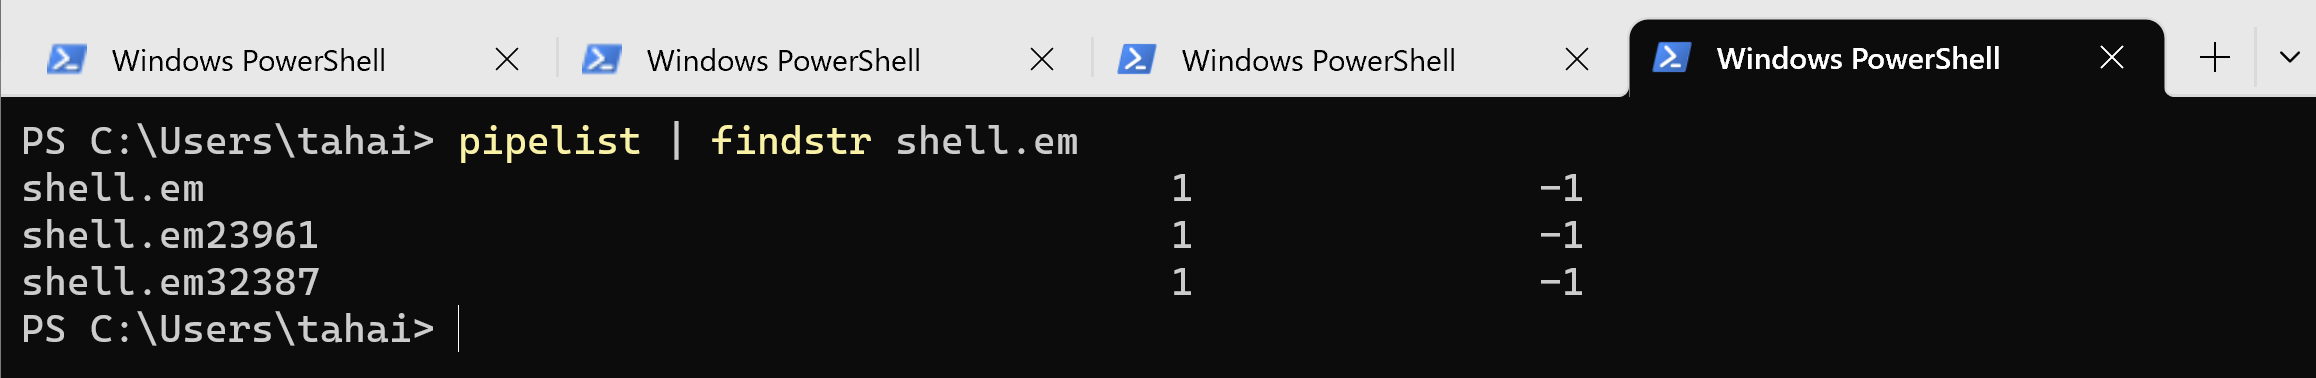 Windows PowerShell Windows PowerShell Windows PowerShell Windows PowerShell
PS C:\Users\tahai> pipelist | findstr shell.em
shell.em 1 -1
shell.em23961 1 -1
shell.em32387 1 -1
PS C:\Users\tahai>